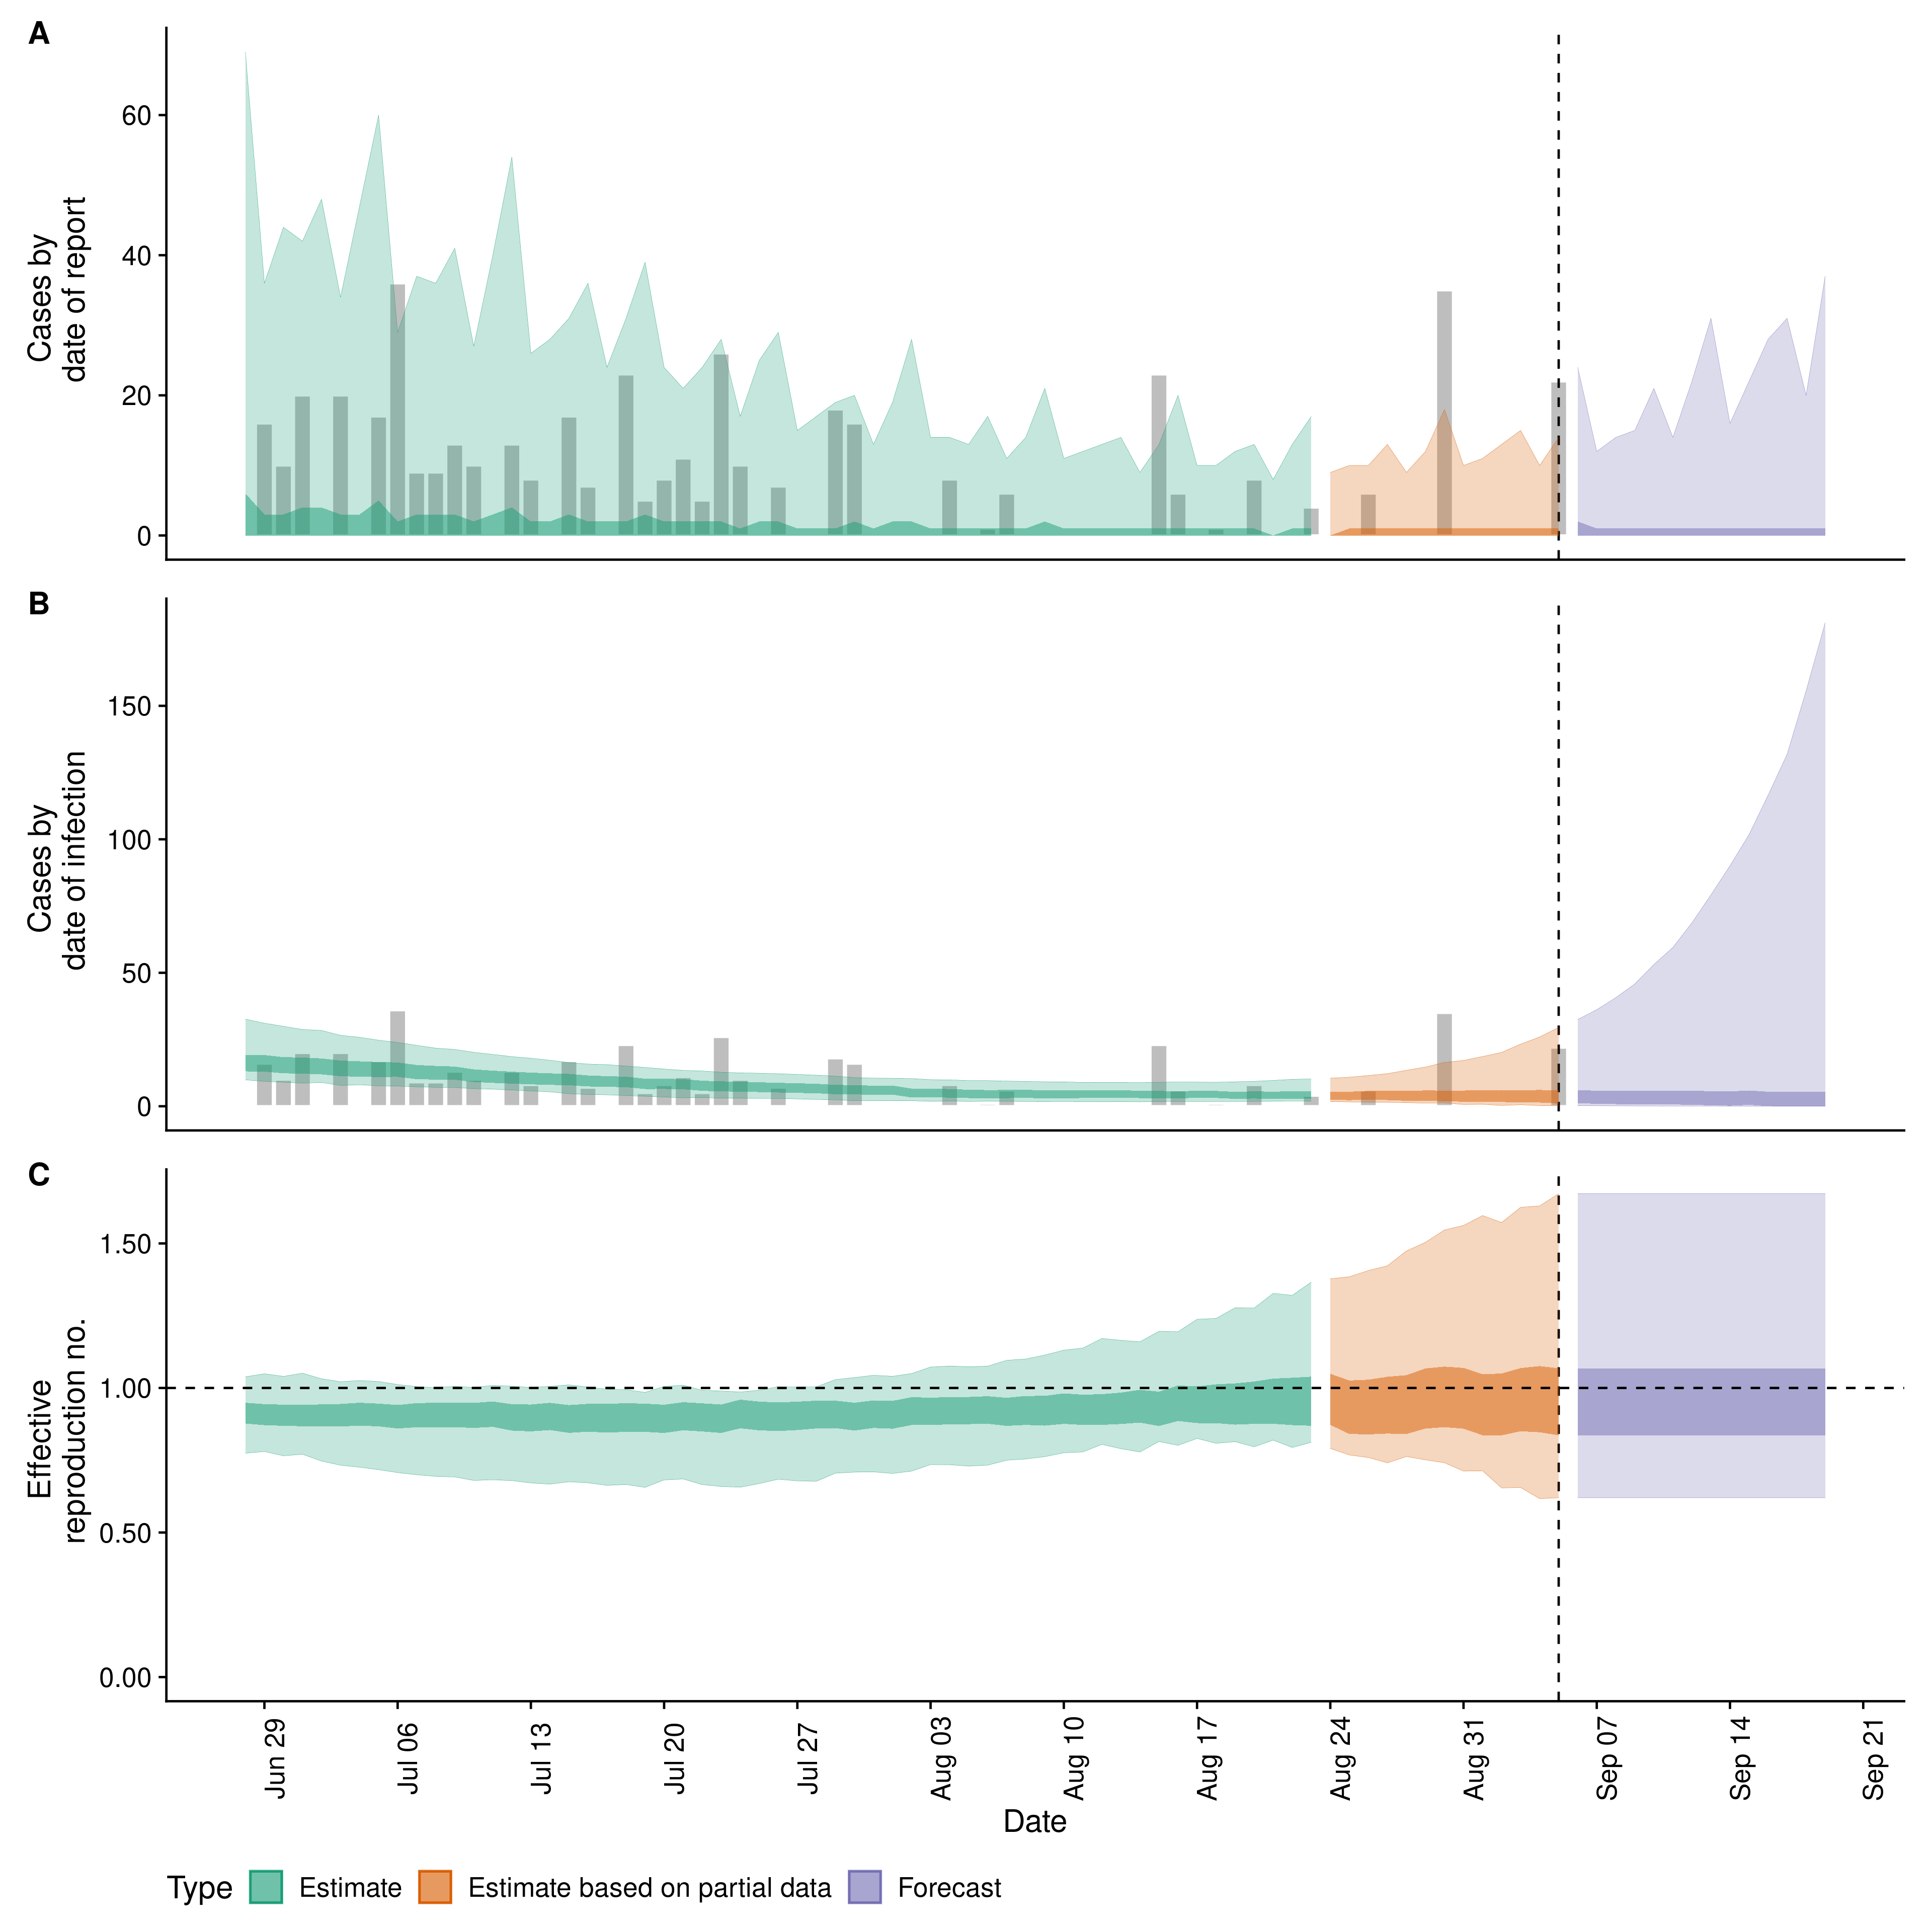 A
Cases by
date of report
60
40
20
0
B
Cases by
date of infection
150
100
50
0
C
Effective
reproduction no.
1.50
1.00
0.50
0.00
Jun 29
Jul 06
Jul 13
Jul 20
Jul 27
Aug 03
Aug 10
Aug 17
Aug 24
Aug 31
Sep 07
Sep 14
Sep 21
Date
Type Estimate Estimate based on partial data Forecast